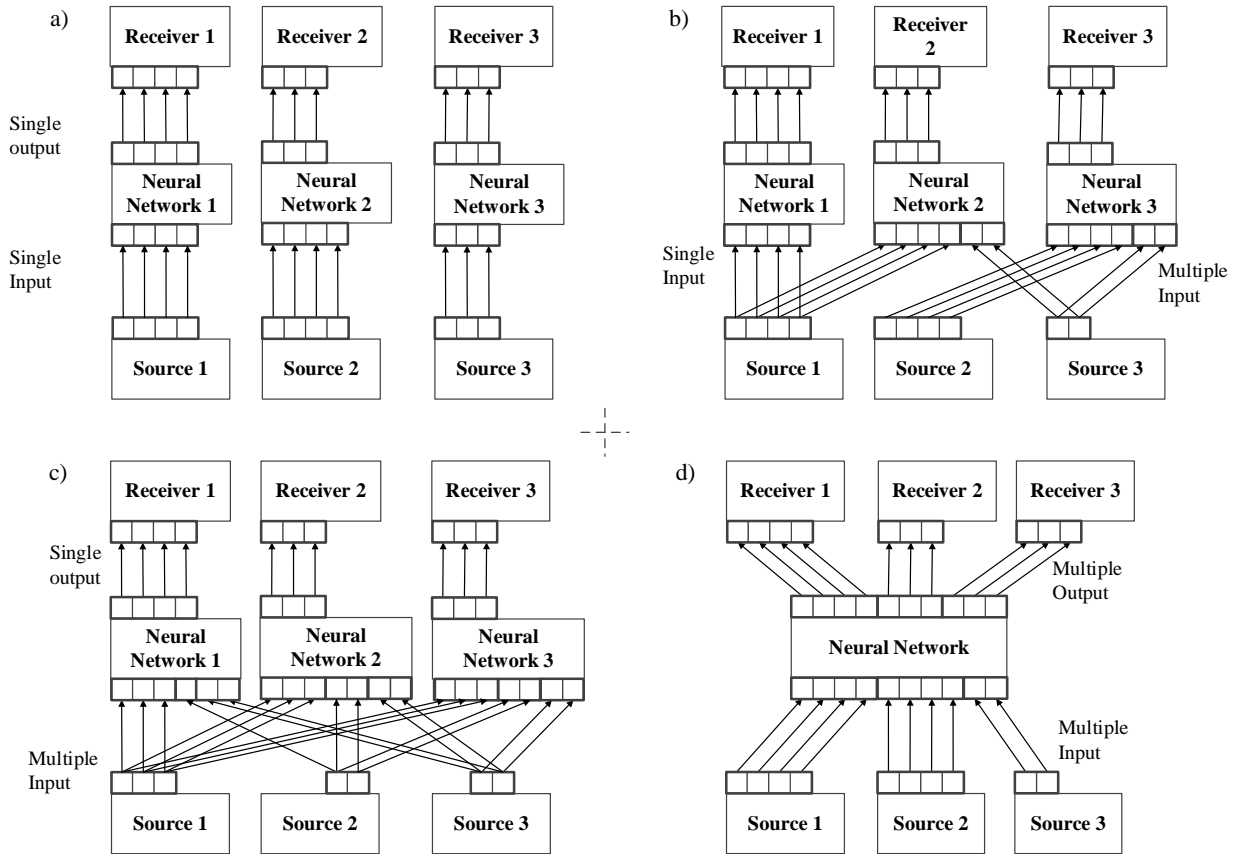 a)
Receiver 1
Receiver 2
Receiver 3
Single
output
Neural
Network 1
Neural
Network 2
Neural
Network 3
Single
Input
Source 1
Source 2
Source 3
b)
Receiver 1
Receiver
2
Receiver 3
Neural
Network 1
Neural
Network 2
Neural
Network 3
Single
Input
Multiple
Input
Source 1
Source 2
Source 3
c)
Receiver 1
Receiver 2
Receiver 3
Single
output
Neural
Network 1
Neural
Network 2
Neural
Network 3
Multiple
Input
Source 1
Source 2
Source 3
d)
Receiver 1
Receiver 2
Receiver 3
Multiple
Output
Neural Network
Multiple
Input
Source 1
Source 2
Source 3